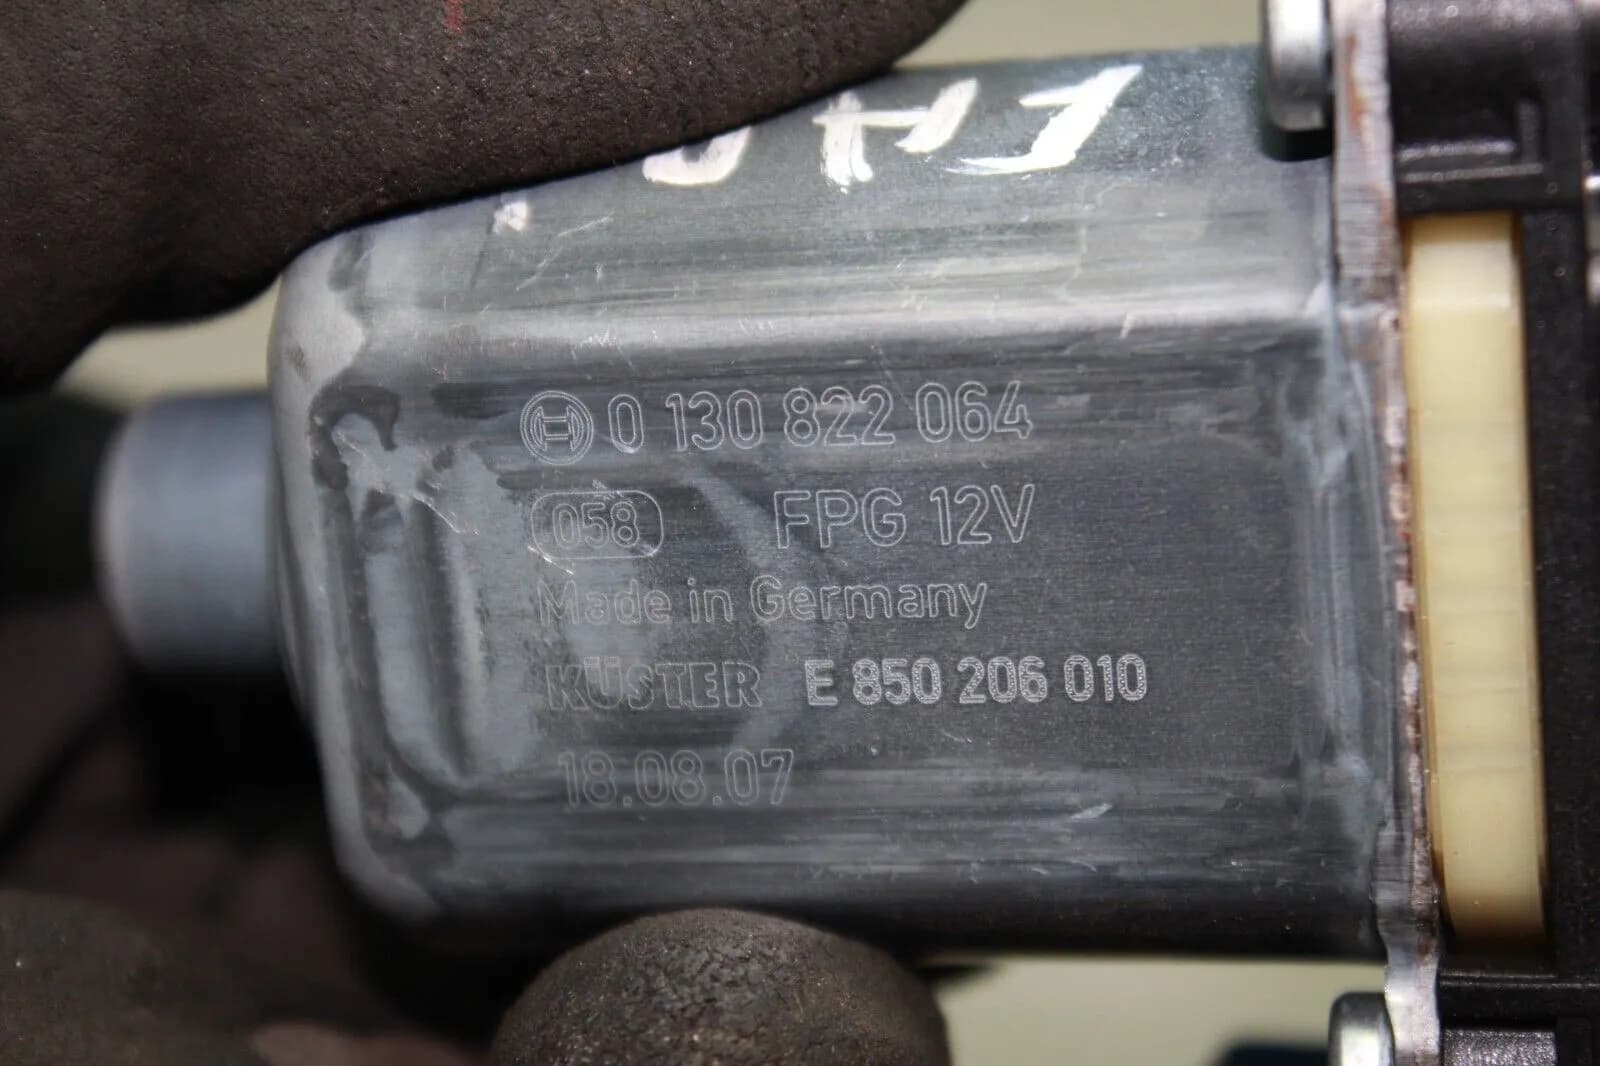 0 130 822 064
058 FPG 12V
Made in Germany
KÜSTER E 850 206 010
18.08.07